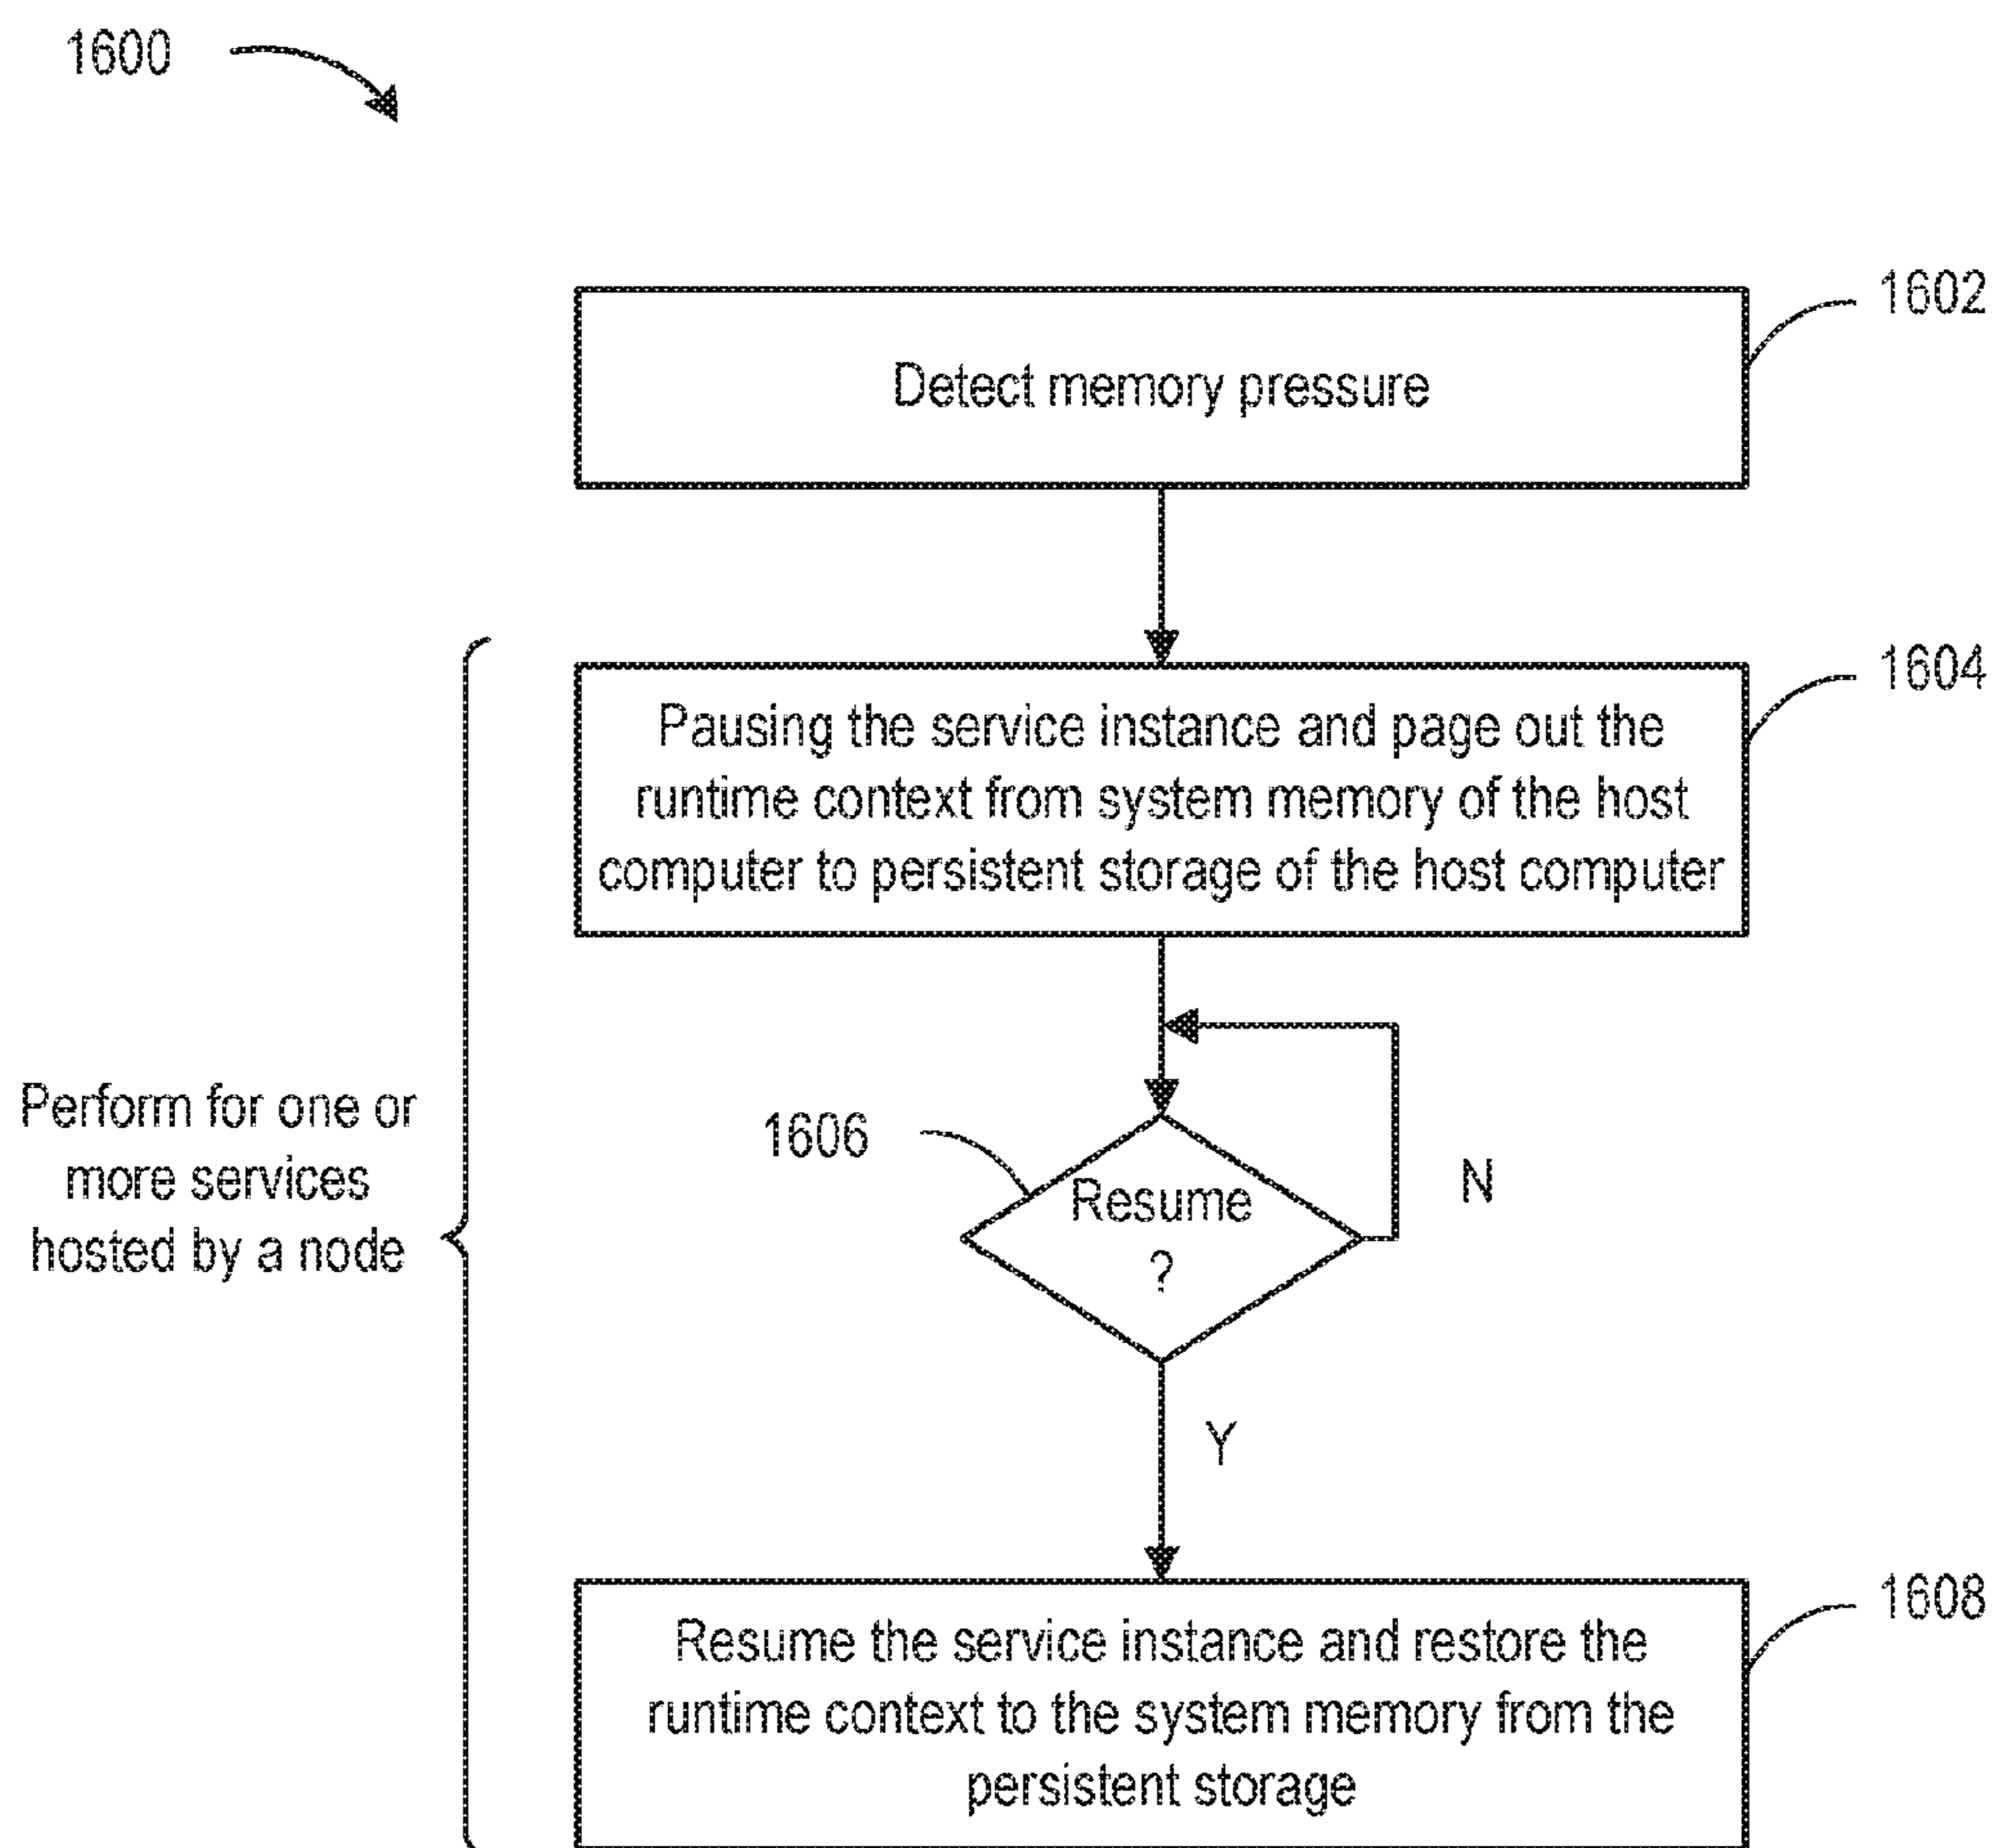 1600
1602
Detect memory pressure
1604
Pausing the service instance and page out the
runtime context from system memory of the host
computer to persistent storage of the host computer
Perform for one or
more services
hosted by a node
1606
Resume
?
N
Y
1608
Resume the service instance and restore the
runtime context to the system memory from the
persistent storage